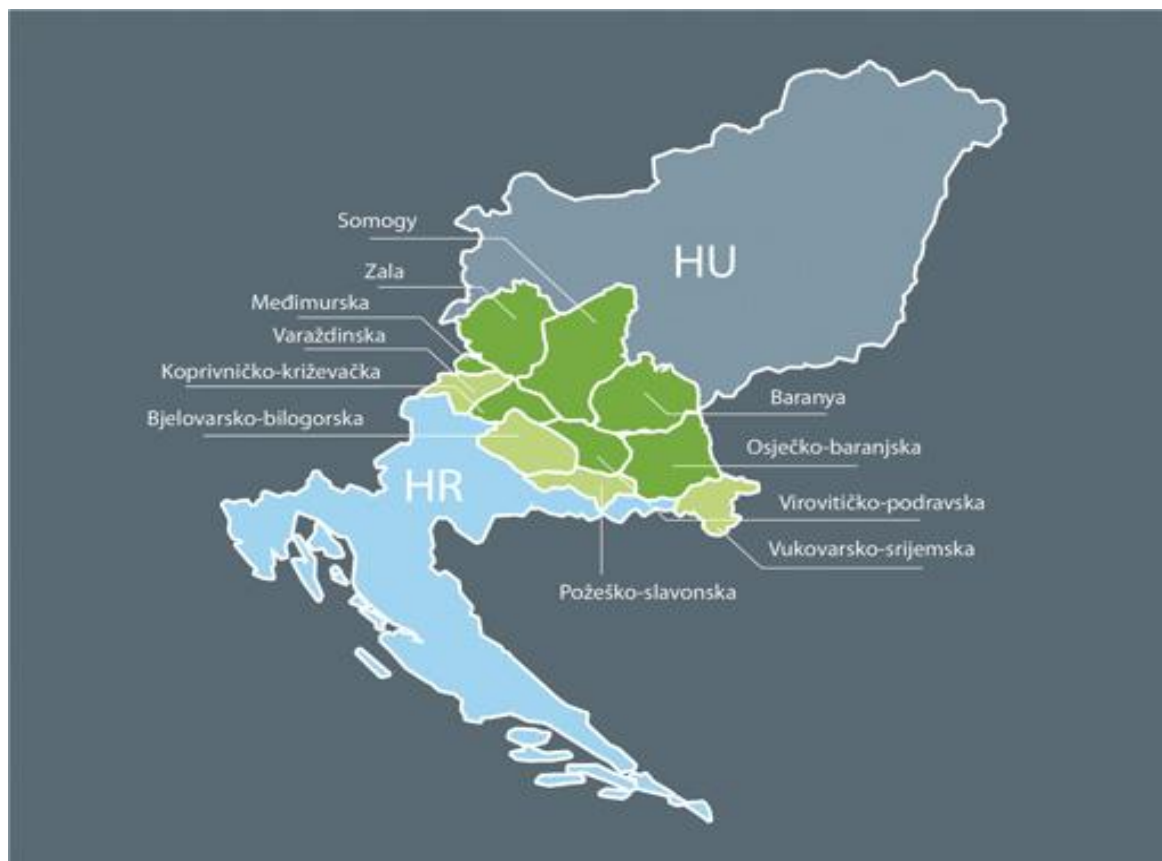 Somogy
HU
Zala
Međimurska
Varaždinska
Koprivničko-križevačka
Baranya
Bjelovarsko-bilogorska
Osječko-baranjska
HR
Virovitičko-podravska
Vukovarsko-srijemska
Požeško-slavonska